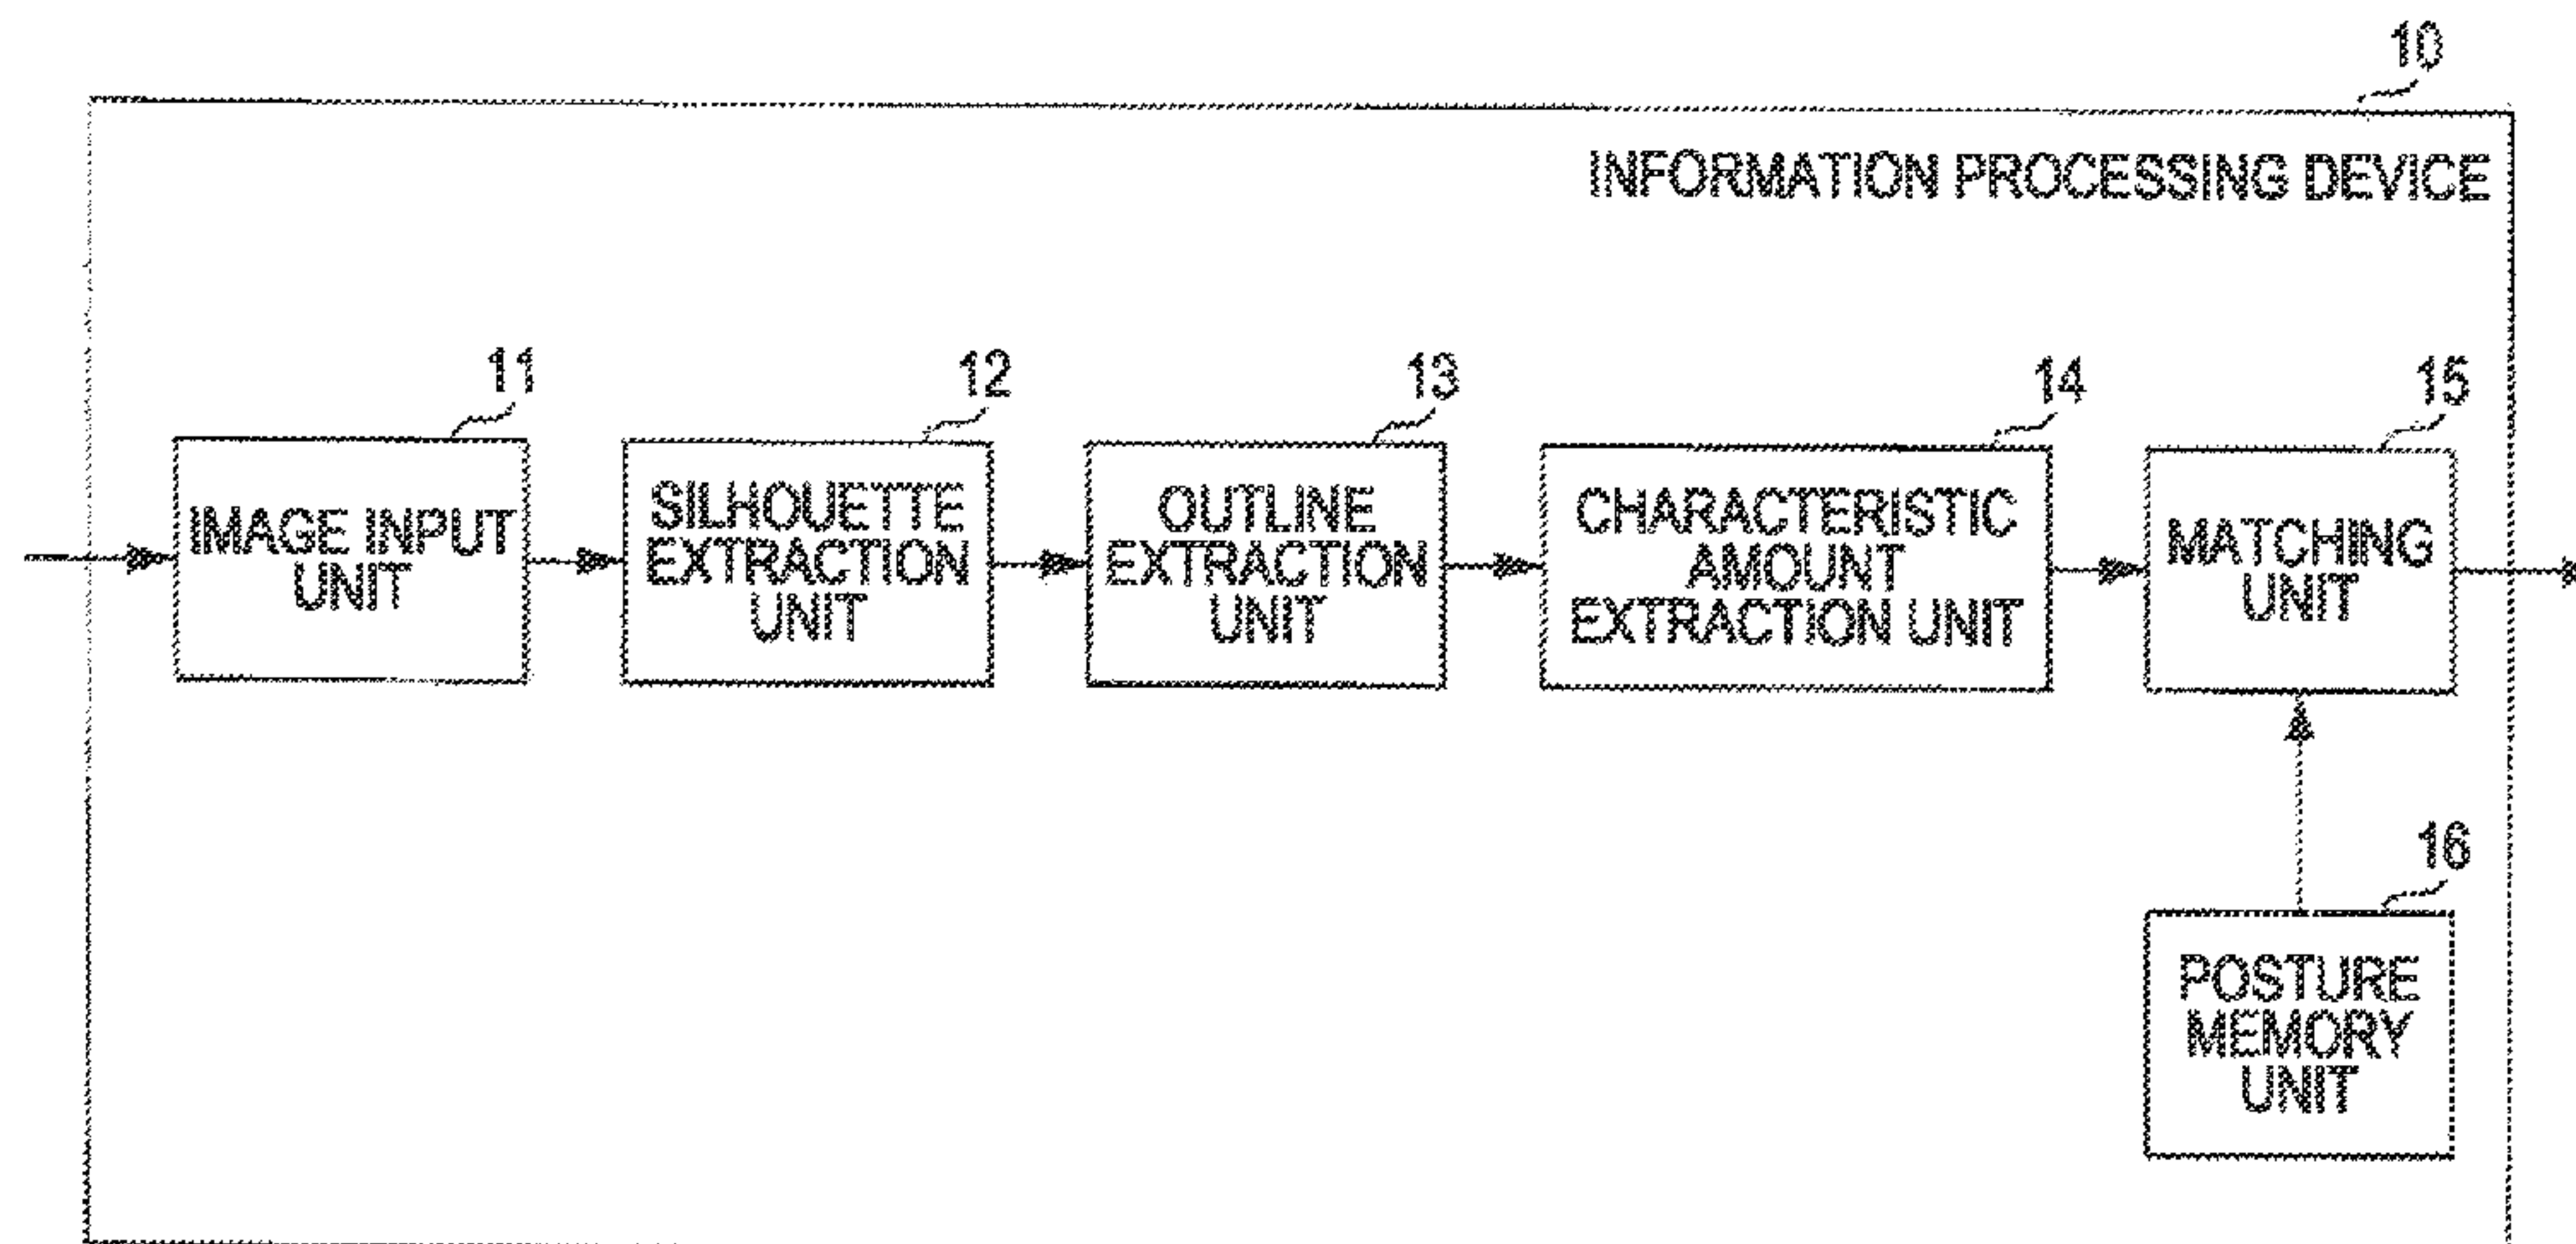 10
INFORMATION PROCESSING DEVICE
11
12
13
14
15
IMAGE INPUT
UNIT
SILHOUETTE
EXTRACTION
UNIT
OUTLINE
EXTRACTION
UNIT
CHARACTERISTIC
AMOUNT
EXTRACTION UNIT
MATCHING
UNIT
16
POSTURE
MEMORY
UNIT